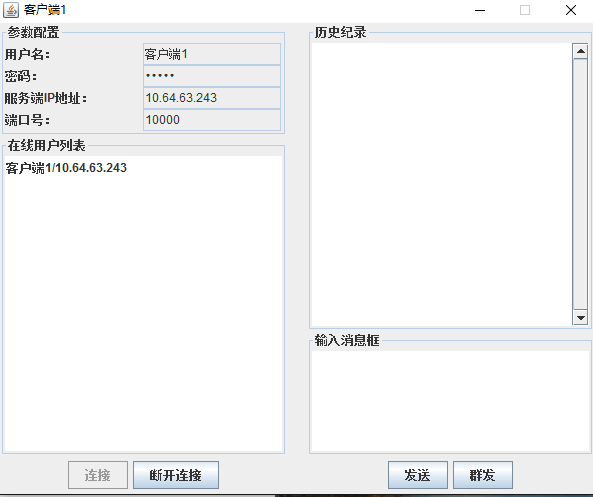 客户端1
参数配置
用户名： 客户端1
密码： •••••
服务端IP地址： 10.64.63.243
端口号： 10000
在线用户列表
客户端1/10.64.63.243
连接 断开连接
历史纪录
输入消息框
发送 群发